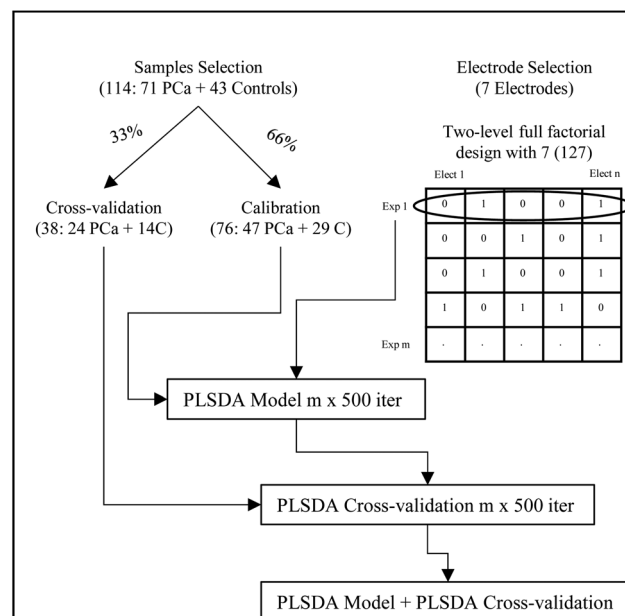 Samples Selection
(114: 71 PCa + 43 Controls)
33%
66%
Cross-validation
(38: 24 PCa + 14C)
Calibration
(76: 47 PCa + 29 C)
Electrode Selection
(7 Electrodes)
Two-level full factorial
design with 7 (127)
Elect 1 Elect n
Exp 1 0 1 0 0 1
0 0 1 0 1
0 1 0 0 1
1 0 1 1 0
Exp m . . . . .
PLSDA Model m x 500 iter
PLSDA Cross-validation m x 500 iter
PLSDA Model + PLSDA Cross-validation